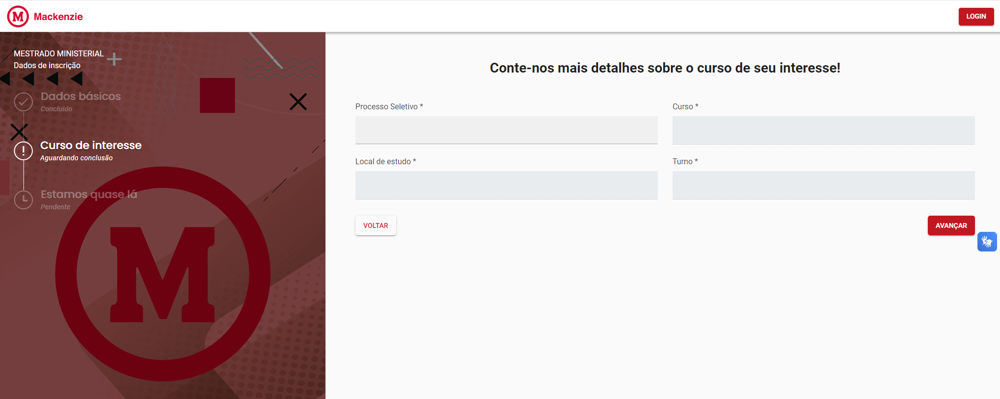 M Mackenzie
LOGIN
MESTRADO MINISTERIAL
Dados de inscrição
Dados básicos
Concluído
Curso de interesse
Aguardando conclusão
Estamos quase lá
Pendente
M
Conte-nos mais detalhes sobre o curso de seu interesse!
Processo Seletivo *
Curso *
Local de estudo *
Turno *
VOLTAR
AVANÇAR